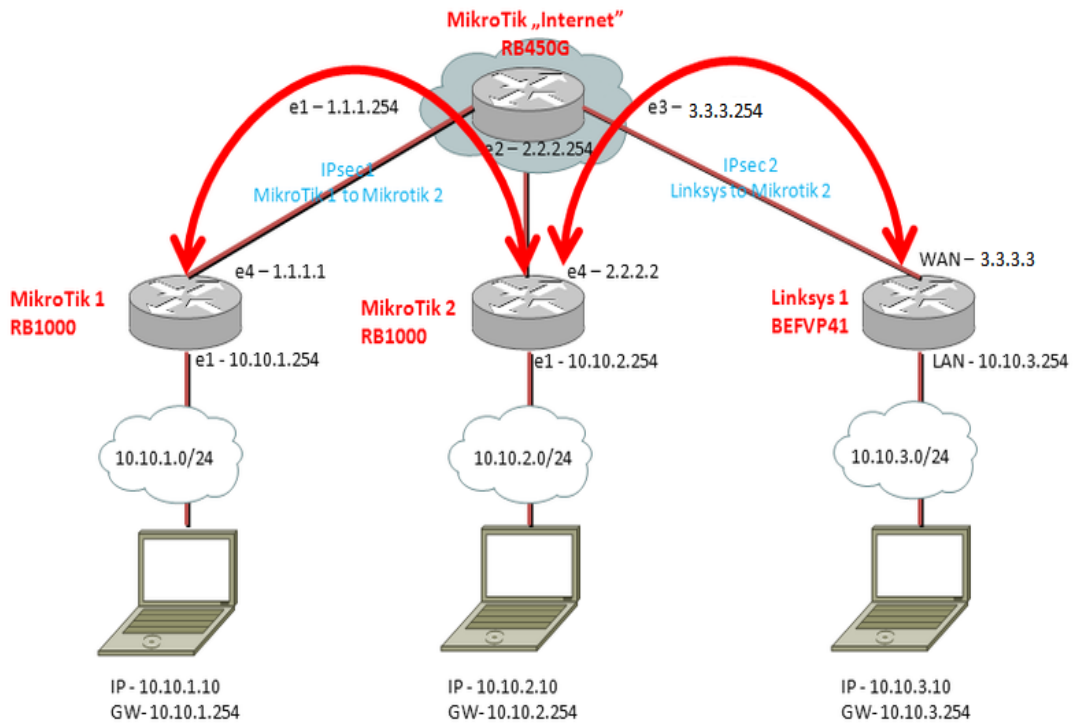 MikroTik „Internet”
RB450G
e1 – 1.1.1.254
e3 – 3.3.3.254
e2 – 2.2.2.254
IPsec1
MikroTik 1 to Mikrotik 2
IPsec 2
Linksys to Mikrotik 2
e4 – 1.1.1.1
e4 – 2.2.2.2
WAN – 3.3.3.3
MikroTik 1
RB1000
MikroTik 2
RB1000
Linksys 1
BEFVP41
e1 - 10.10.1.254
e1 - 10.10.2.254
LAN - 10.10.3.254
10.10.1.0/24
10.10.2.0/24
10.10.3.0/24
IP - 10.10.1.10
GW- 10.10.1.254
IP - 10.10.2.10
GW- 10.10.2.254
IP - 10.10.3.10
GW- 10.10.3.254